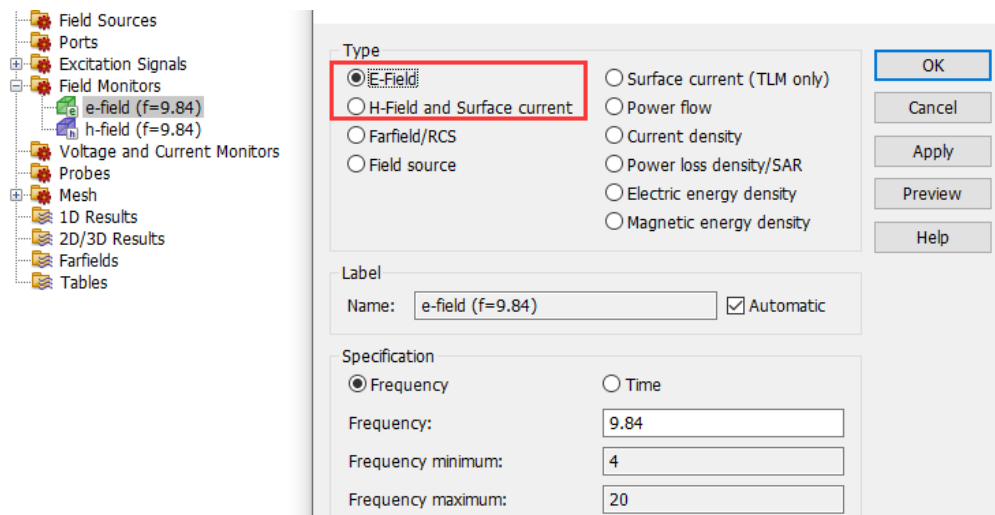 Field Sources
Ports
Excitation Signals
Field Monitors
e-field (f=9.84)
h-field (f=9.84)
Voltage and Current Monitors
Probes
Mesh
1D Results
2D/3D Results
Farfields
Tables
Type
E-Field
Surface current (TLM only)
H-Field and Surface current
Power flow
Farfield/RCS
Current density
Field source
Power loss density/SAR
Electric energy density
Magnetic energy density
OK
Cancel
Apply
Preview
Help
Label
Name: e-field (f=9.84) Automatic
Specification
Frequency Time
Frequency: 9.84
Frequency minimum: 4
Frequency maximum: 20